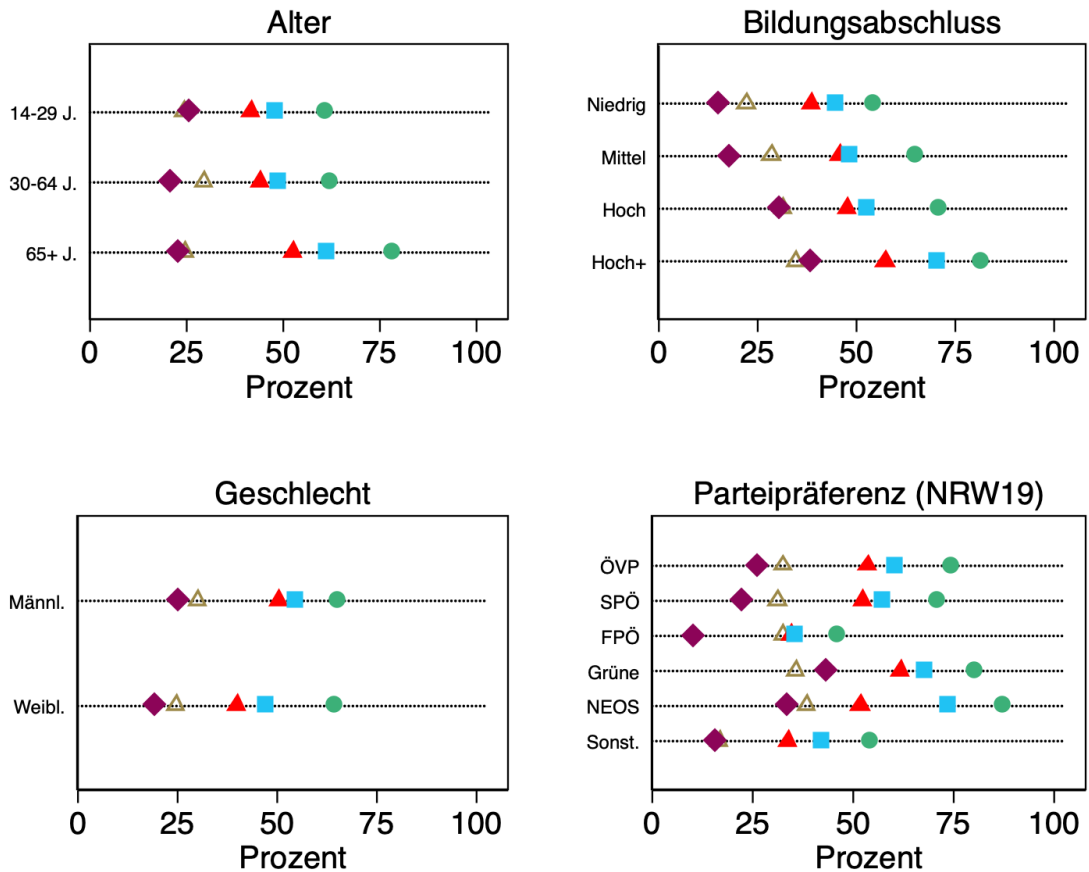 Alter
14-29 J.
30-64 J.
65+ J.
0 25 50 75 100
Prozent
Bildungsabschluss
Niedrig
Mittel
Hoch
Hoch+
0 25 50 75 100
Prozent
Geschlecht
Männl.
Weibl.
0 25 50 75 100
Prozent
Parteipräferenz (NRW19)
ÖVP
SPÖ
FPÖ
Grüne
NEOS
Sonst.
0 25 50 75 100
Prozent